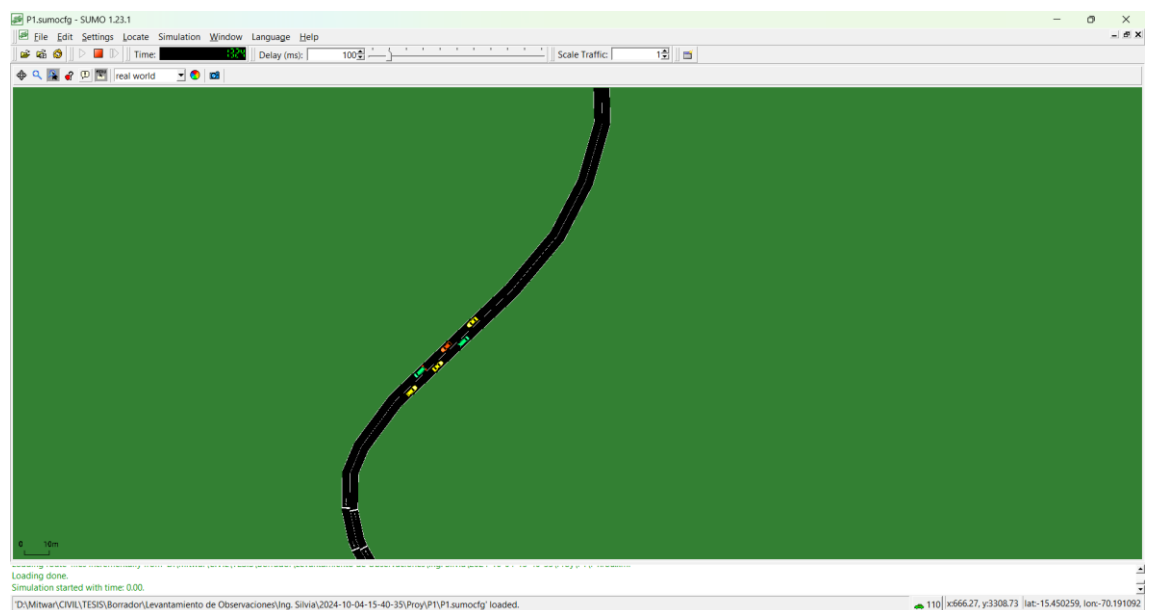 P1.sumocfg - SUMO 1.23.1
File Edit Settings Locate Simulation Window Language Help
Time: 1324 Delay (ms): 100 Scale Traffic: 1
real world
0 10m
Loading done.
Simulation started with time: 0.00.
'D:\Mitwar\CIVIL\TESIS\Borrador\Levantamiento de Observaciones\Ing. Silvia\2024-10-04-15-40-35\Proy\P1\P1.sumocfg' loaded. 110 x:666.27, y:3308.73 lat:-15.450259, lon:-70.191092